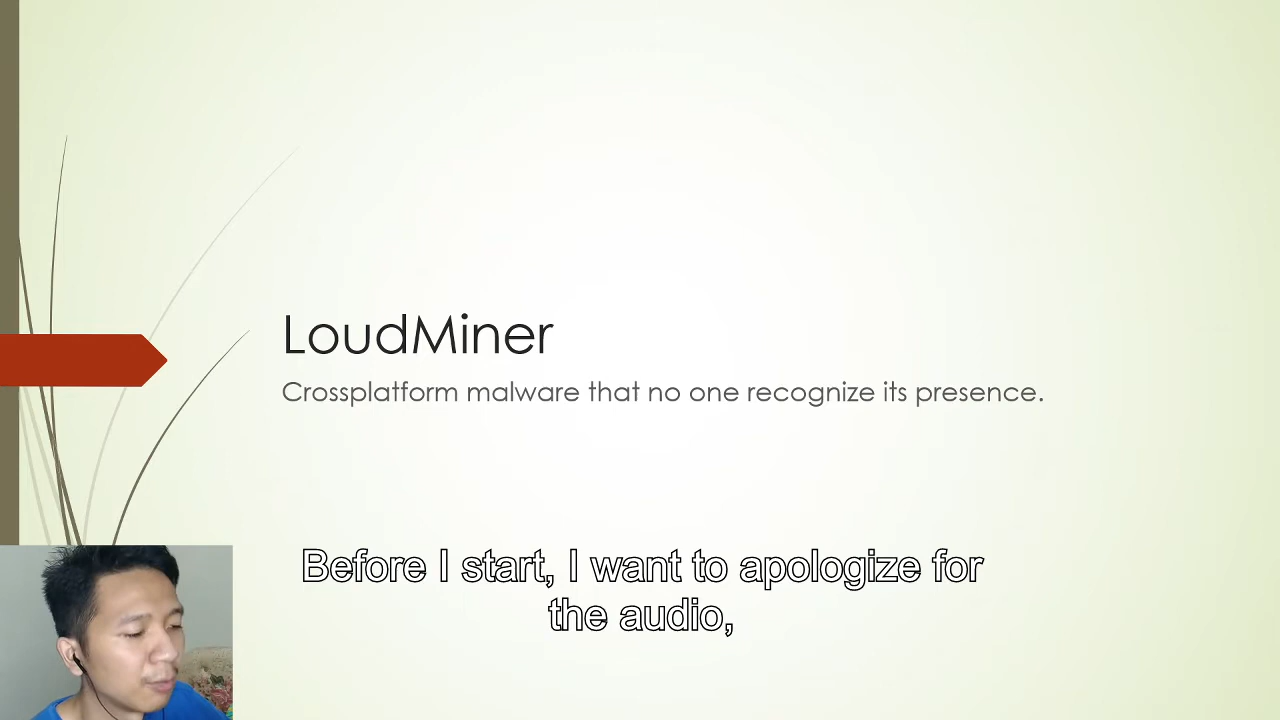 LoudMiner
Crossplatform malware that no one recognize its presence.
Before I start, I want to apologize for
the audio,